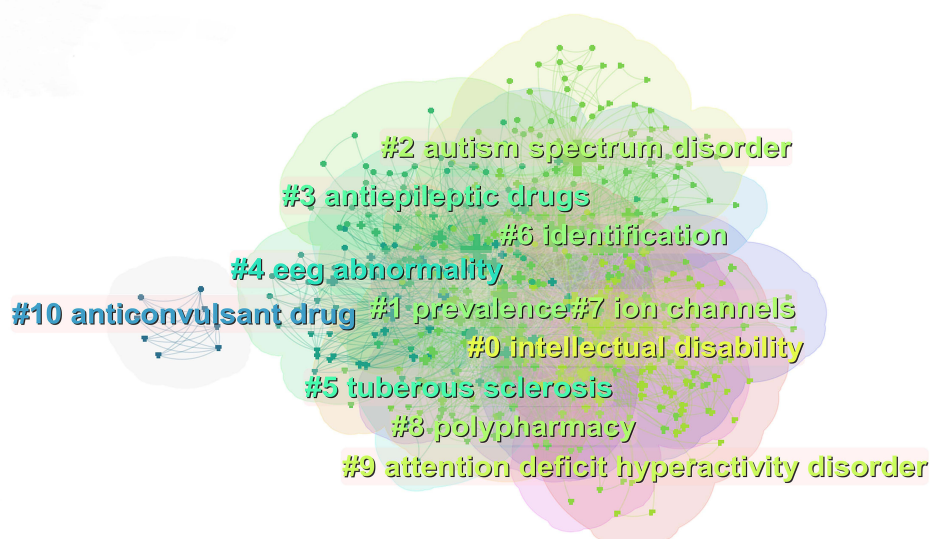 #2 autism spectrum disorder
#3 antiepileptic drugs
#6 identification
#4 eeg abnormality
#10 anticonvulsant drug
#1 prevalence
#7 ion channels
#0 intellectual disability
#5 tuberous sclerosis
#8 polypharmacy
#9 attention deficit hyperactivity disorder